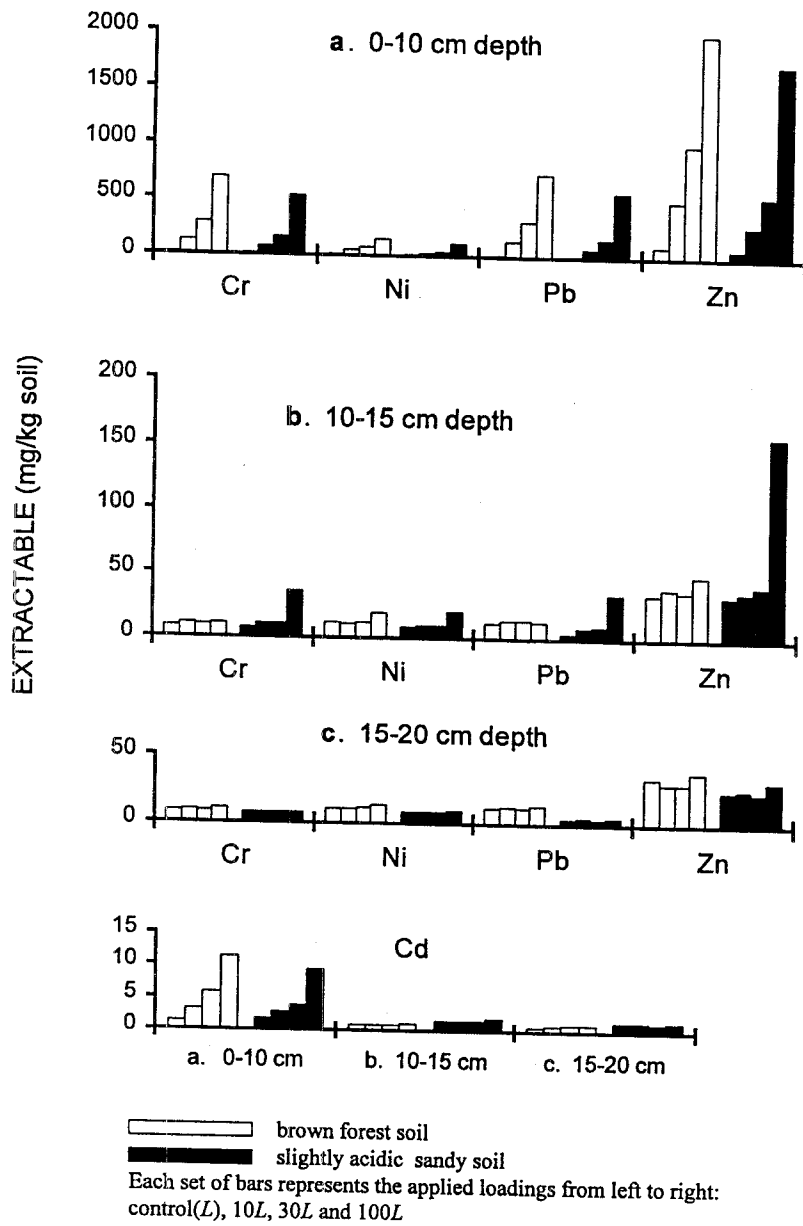 EXTRACTABLE (mg/kg soil)
a. 0-10 cm depth
2000
1500
1000
500
0
Cr Ni Pb Zn
b. 10-15 cm depth
200
150
100
50
0
Cr Ni Pb Zn
c. 15-20 cm depth
50
0
Cr Ni Pb Zn
Cd
15
10
5
0
a. 0-10 cm b. 10-15 cm c. 15-20 cm
brown forest soil
slightly acidic sandy soil
Each set of bars represents the applied loadings from left to right:
control(L), 10L, 30L and 100L